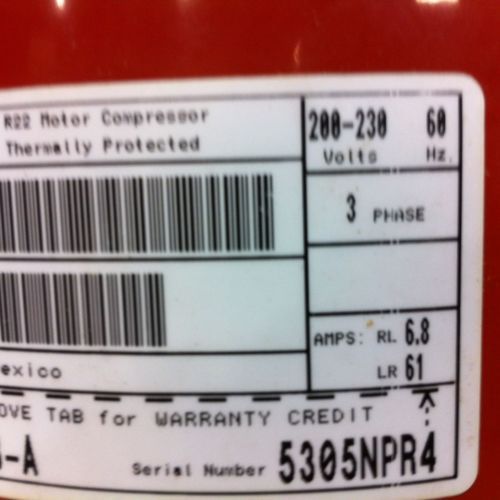 R22 Motor Compressor
Thermally Protected
200-230 60
Volts Hz.
3 PHASE
AMPS: RL 6.8
LR 61
exico
OVE TAB for WARRANTY CREDIT
-A Serial Number 5305NPR4